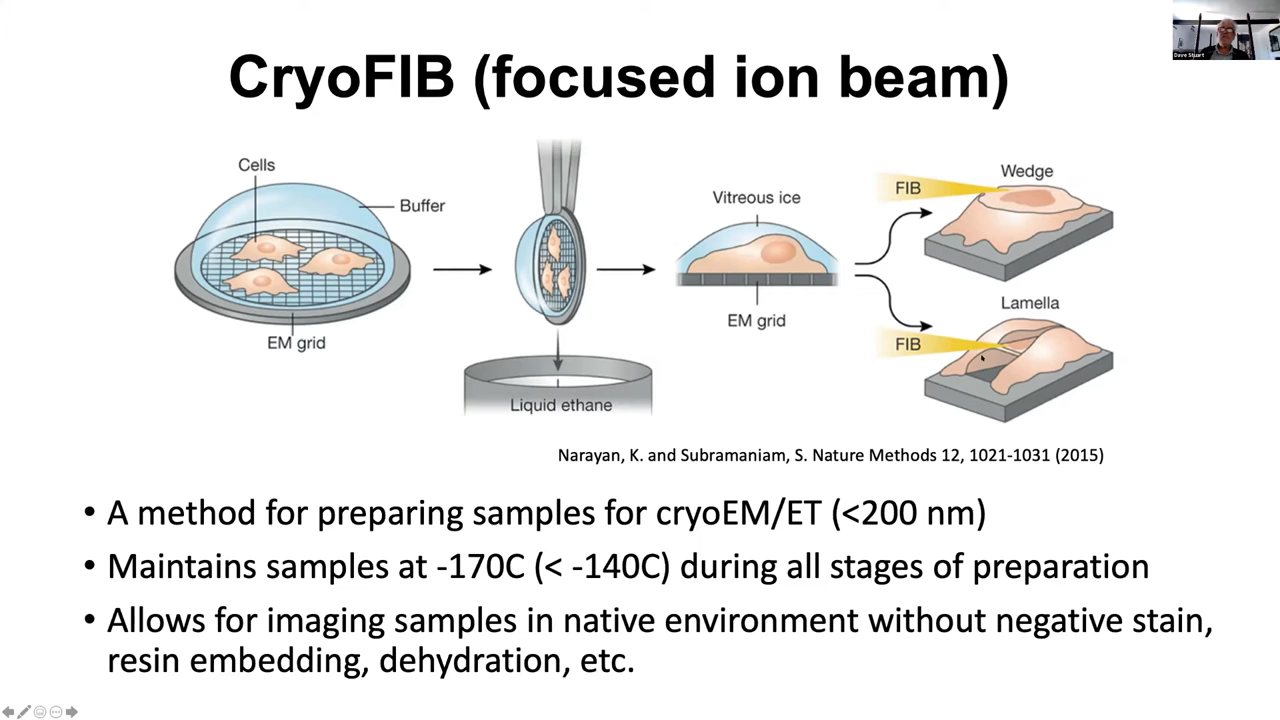 Dave Stuart
CryoFIB (focused ion beam)
Cells
Buffer
EM grid
Liquid ethane
Vitreous ice
EM grid
FIB
Wedge
FIB
Lamella
Narayan, K. and Subramaniam, S. Nature Methods 12, 1021-1031 (2015)
• A method for preparing samples for cryoEM/ET (<200 nm)
• Maintains samples at -170C (< -140C) during all stages of preparation
• Allows for imaging samples in native environment without negative stain,
resin embedding, dehydration, etc.